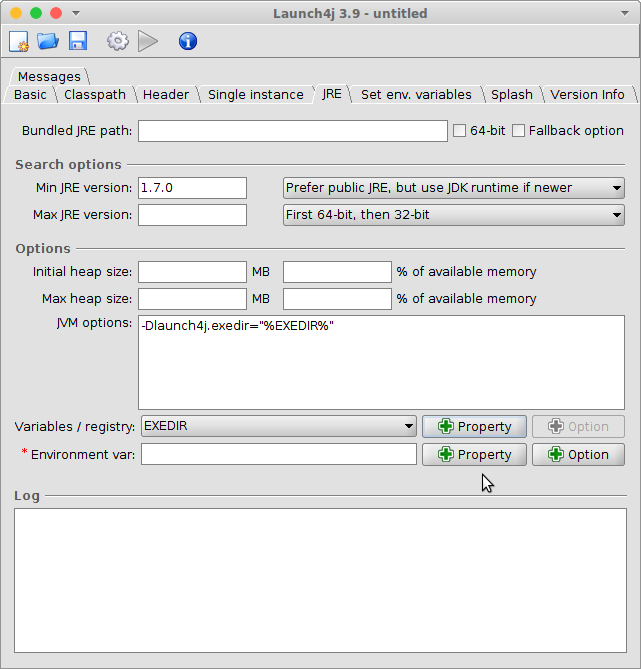 Launch4j 3.9 - untitled
Messages
Basic Classpath Header Single instance JRE Set env. variables Splash Version Info
Bundled JRE path: 64-bit Fallback option
Search options
Min JRE version: 1.7.0 Prefer public JRE, but use JDK runtime if newer
Max JRE version: First 64-bit, then 32-bit
Options
Initial heap size: MB % of available memory
Max heap size: MB % of available memory
JVM options: -Dlaunch4j.exedir="%EXEDIR%"
Variables / registry: EXEDIR Property Option
* Environment var: Property Option
Log